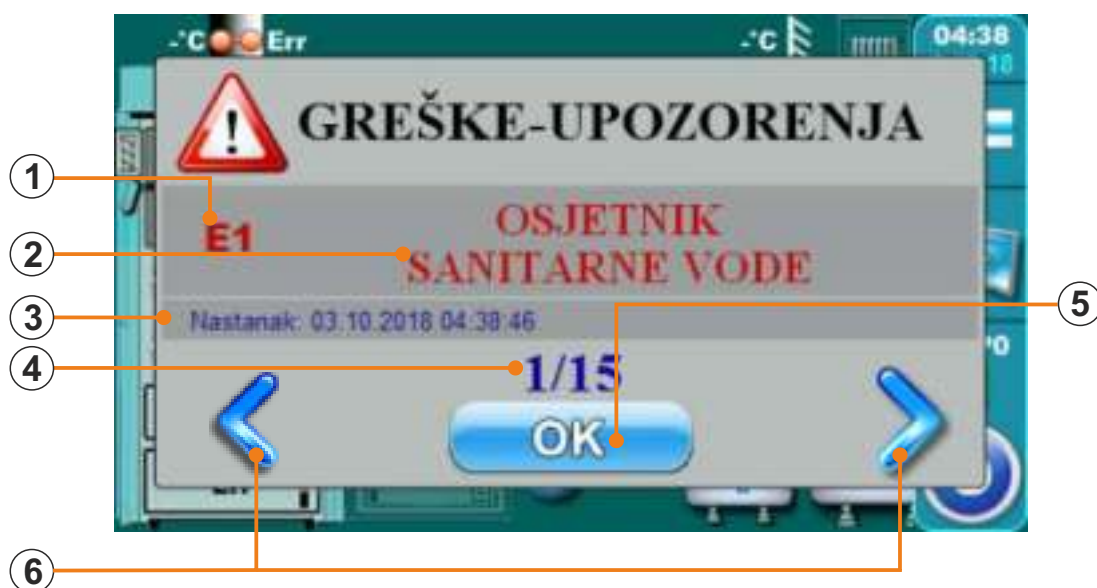 -°C Err -°C 04:38
18
GREŠKE-UPOZORENJA
1
E1 OSJETNIK
SANITARNE VODE
2
3
Nastanak: 03.10.2018 04:38:46
5
4
1/15
OK
6